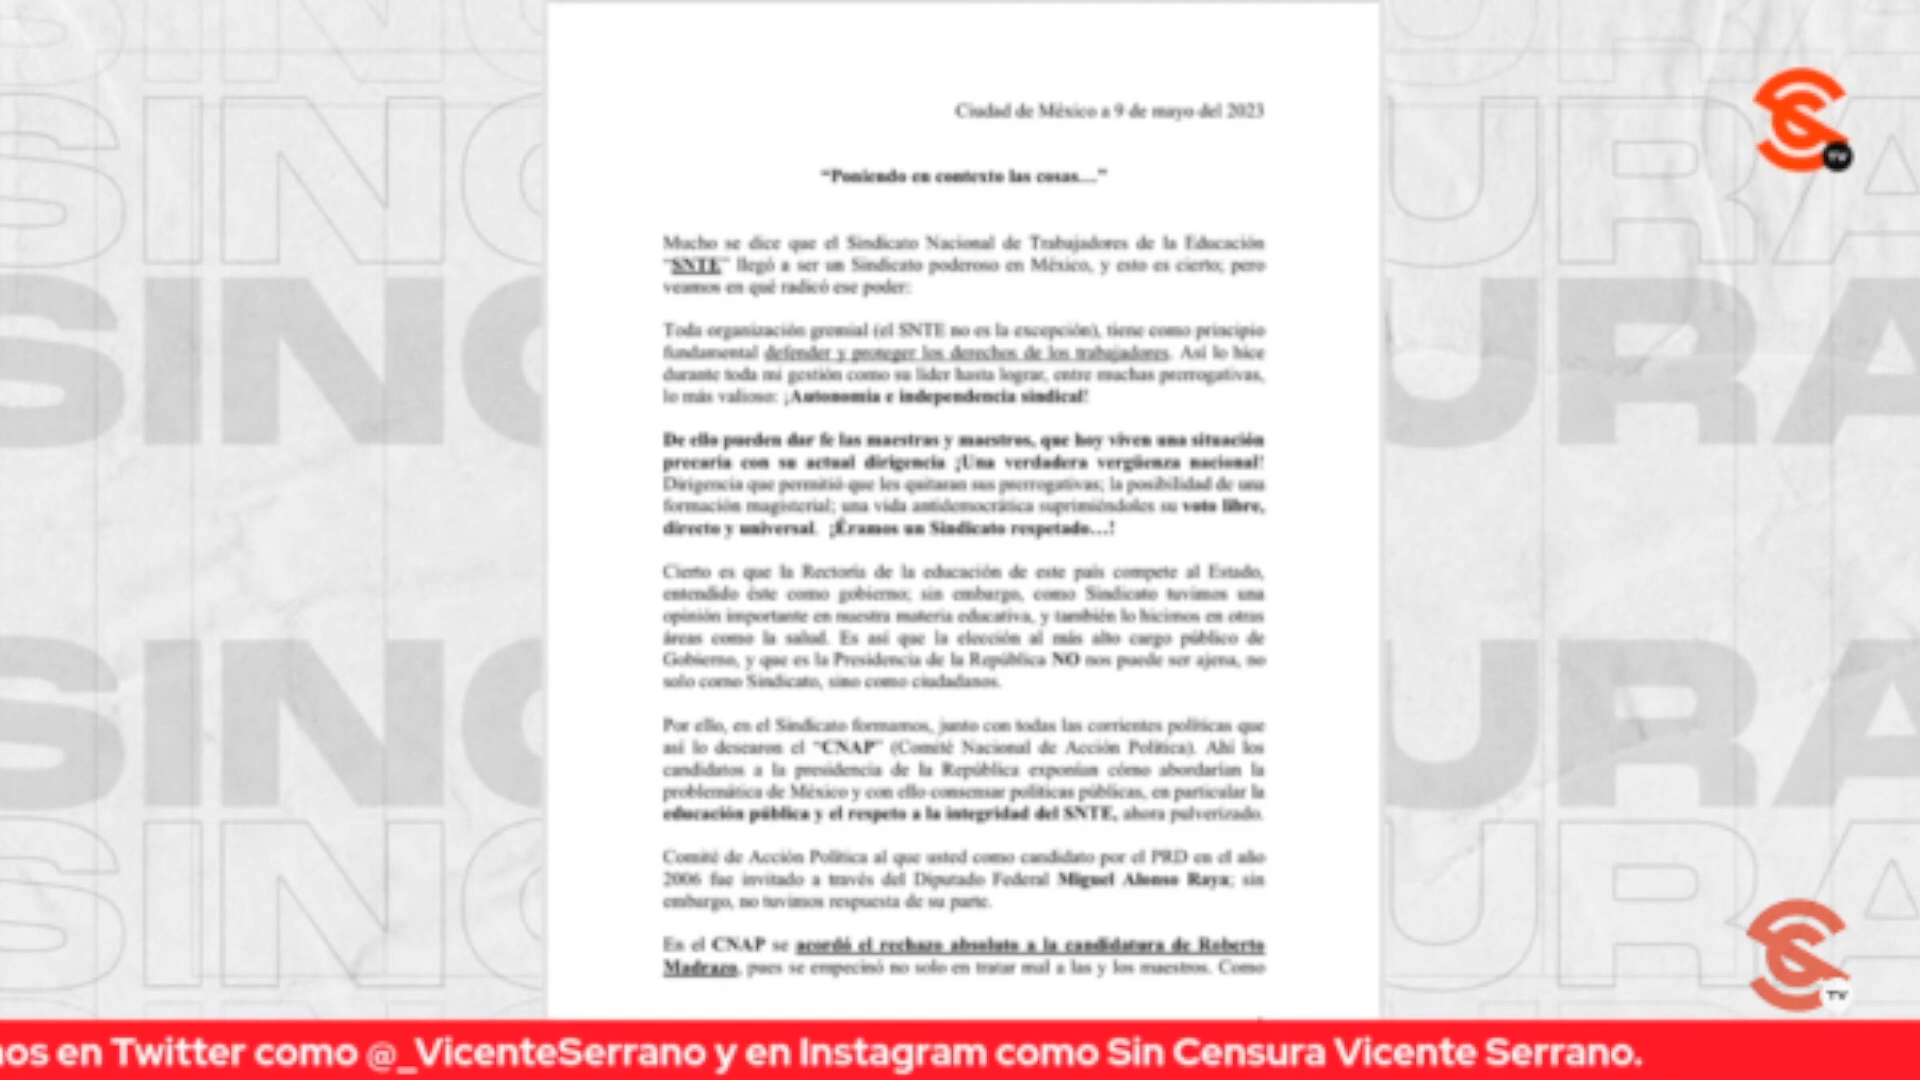 SINC
URA
SINC
URA
SINC
URA
SINC
URA
SINC
URA
TV
Ciudad de México a 9 de mayo del 2023
“Poniendo en contexto las cosas...”
Mucho se dice que el Sindicato Nacional de Trabajadores de la Educación
“SNTE” llegó a ser un Sindicato poderoso en México, y esto es cierto; pero
veamos en qué radicó ese poder:
Toda organización gremial (el SNTE no es la excepción), tiene como principio
fundamental defender y proteger los derechos de los trabajadores. Así lo hice
durante toda mi gestión como su líder hasta lograr, entre muchas prerrogativas,
lo más valioso: ¡Autonomía e independencia sindical!
De ello pueden dar fe las maestras y maestros, que hoy viven una situación
precaria con su actual dirigencia ¡Una verdadera vergüenza nacional!
Dirigencia que permitió que les quitaran sus prerrogativas; la posibilidad de una
formación magisterial; una vida antidemocrática suprimiéndoles su voto libre,
directo y universal. ¡Éramos un Sindicato respetado...!
Cierto es que la Rectoría de la educación de este país compete al Estado,
entendido éste como gobierno; sin embargo, como Sindicato tuvimos una
opinión importante en nuestra materia educativa, y también lo hicimos en otras
áreas como la salud. Es así que la elección al más alto cargo público de
Gobierno, y que es la Presidencia de la República NO nos puede ser ajena, no
solo como Sindicato, sino como ciudadanos.
Por ello, en el Sindicato formamos, junto con todas las corrientes políticas que
así lo desearon el “CNAP” (Comité Nacional de Acción Política). Ahí los
candidatos a la presidencia de la República exponían cómo abordarían la
problemática de México y con ello consensar políticas públicas, en particular la
educación pública y el respeto a la integridad del SNTE, ahora pulverizado.
Comité de Acción Política al que usted como candidato por el PRD en el año
2006 fue invitado a través del Diputado Federal Miguel Alonso Raya; sin
embargo, no tuvimos respuesta de su parte.
En el CNAP se acordó el rechazo absoluto a la candidatura de Roberto
Madrazo, pues se empecinó no solo en tratar mal a las y los maestros. Como
TV
nos en Twitter como @_VicenteSerrano y en Instagram como Sin Censura Vicente Serrano.